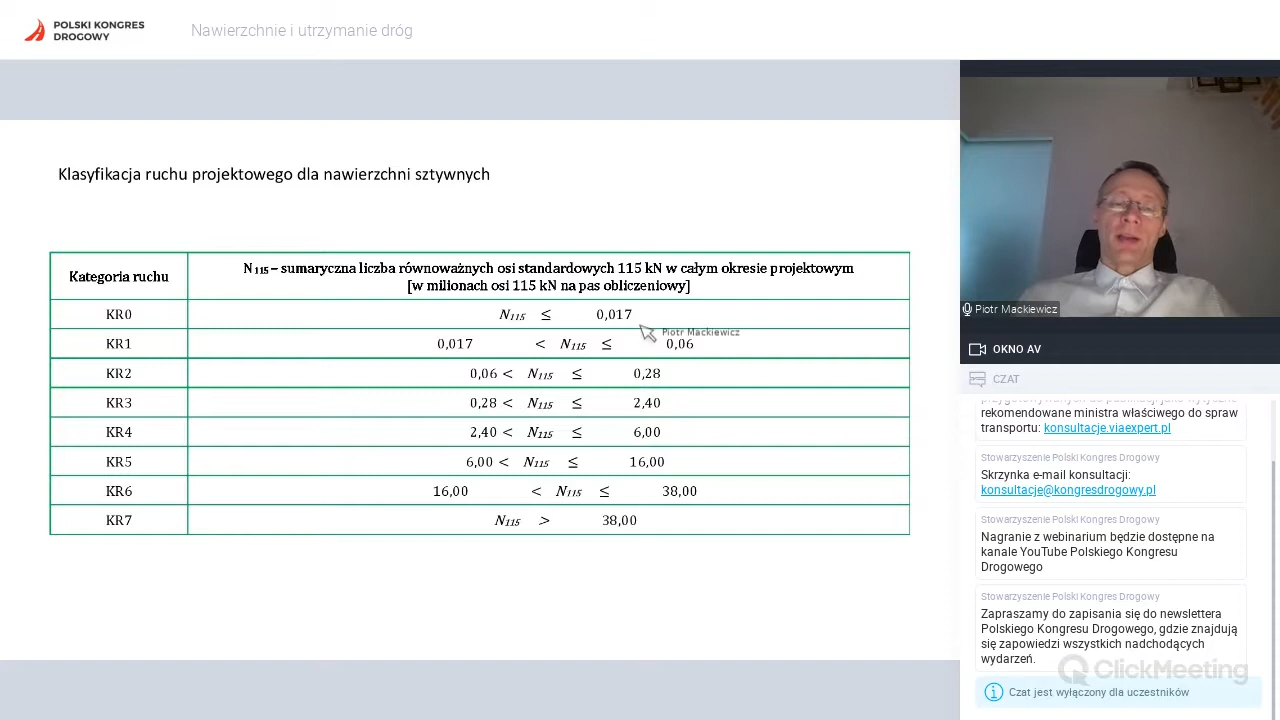 POLSKI KONGRES
DROGOWY
Nawierzchnie i utrzymanie dróg
Klasyfikacja ruchu projektowego dla nawierzchni sztywnych
Kategoria ruchu
N115 – sumaryczna liczba równoważnych osi standardowych 115 kN w całym okresie projektowym
[w milionach osi 115 kN na pas obliczeniowy]
KR0 N115 ≤ 0,017
KR1 0,017 < N115 ≤ 0,06
KR2 0,06 < N115 ≤ 0,28
KR3 0,28 < N115 ≤ 2,40
KR4 2,40 < N115 ≤ 6,00
KR5 6,00 < N115 ≤ 16,00
KR6 16,00 < N115 ≤ 38,00
KR7 N115 > 38,00
Piotr Mackiewicz
Piotr Mackiewicz
OKNO AV
CZAT
rekomendowane ministra właściwego do spraw
transportu: konsultacje.viaexpert.pl
Stowarzyszenie Polski Kongres Drogowy
Skrzynka e-mail konsultacji:
konsultacje@kongresdrogowy.pl
Stowarzyszenie Polski Kongres Drogowy
Nagranie z webinarium będzie dostępne na
kanale YouTube Polskiego Kongresu
Drogowego
Stowarzyszenie Polski Kongres Drogowy
Zapraszamy do zapisania się do newslettera
Polskiego Kongresu Drogowego, gdzie znajdują
się zapowiedzi wszystkich nadchodzących
wydarzeń.
ClickMeeting
Czat jest wyłączony dla uczestników